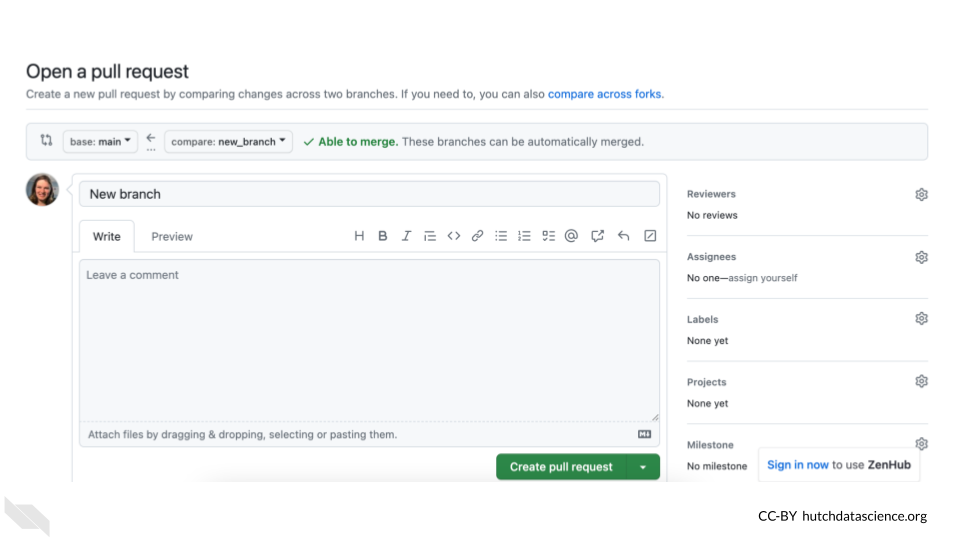 Open a pull request
Create a new pull request by comparing changes across two branches. If you need to, you can also compare across forks.
base: main
...
compare: new_branch
Able to merge. These branches can be automatically merged.
New branch
Write
Preview
H B I
Leave a comment
Attach files by dragging & dropping, selecting or pasting them.
Create pull request
Reviewers
No reviews
Assignees
No one—assign yourself
Labels
None yet
Projects
None yet
Milestone
No milestone
Sign in now to use ZenHub
CC-BY hutchdatascience.org